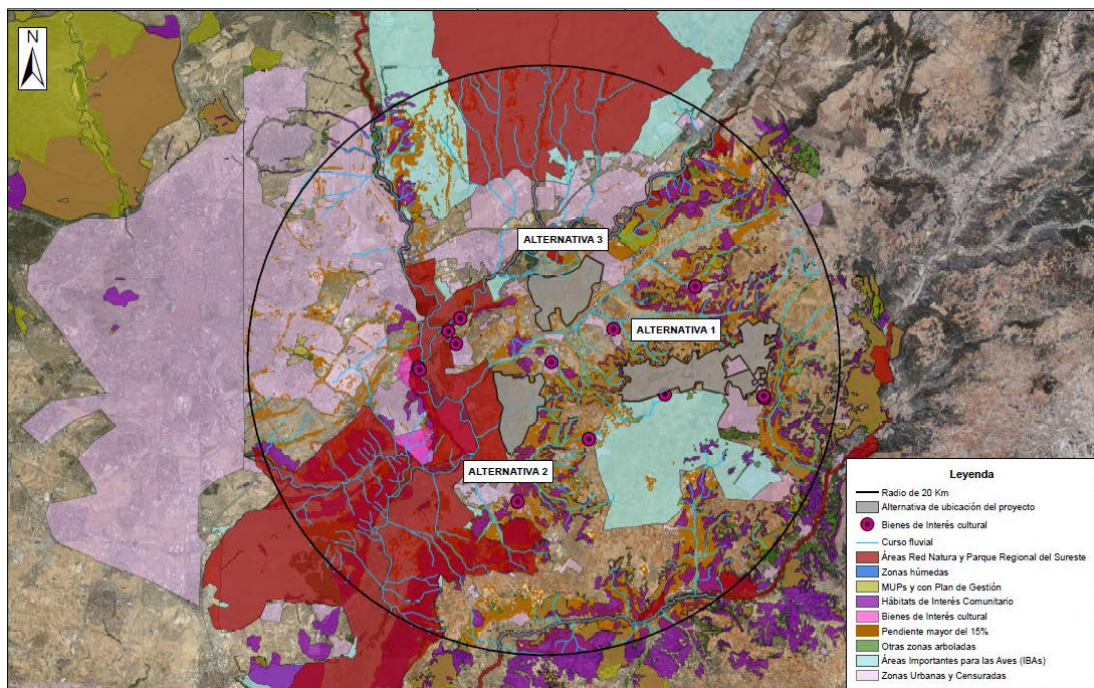 N
ALTERNATIVA 3
ALTERNATIVA 1
ALTERNATIVA 2
Leyenda
Radio de 20 Km
Alternativa de ubicación del proyecto
Bienes de Interés cultural
Curso fluvial
Áreas Red Natura y Parque Regional del Sureste
Zonas húmedas
MUPs y con Plan de Gestión
Hábitats de Interés Comunitario
Bienes de Interés cultural
Pendiente mayor del 15%
Otras zonas arboladas
Áreas Importantes para las Aves (IBAs)
Zonas Urbanas y Censuradas